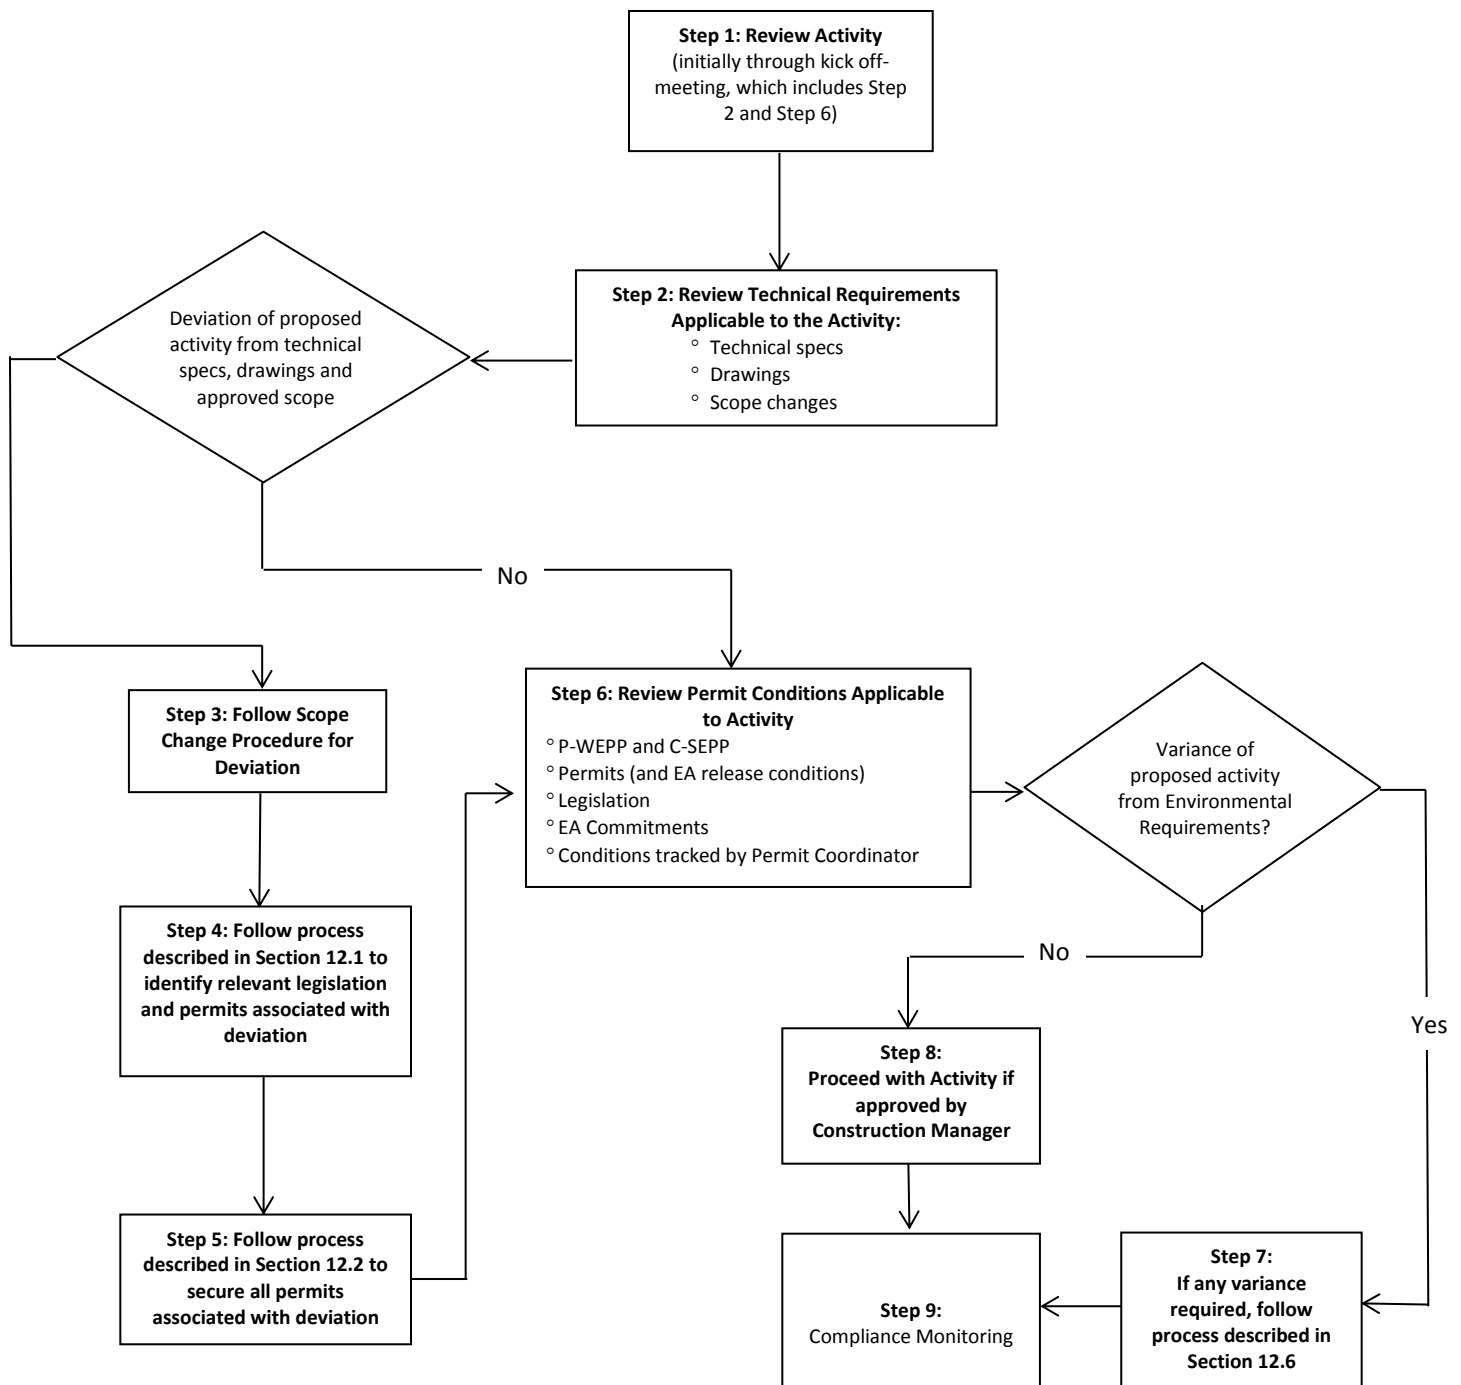 Step 1: Review Activity
(initially through kick off-
meeting, which includes Step
2 and Step 6)
Step 2: Review Technical Requirements
Applicable to the Activity:
° Technical specs
° Drawings
° Scope changes
Deviation of proposed
activity from technical
specs, drawings and
approved scope
No
Step 3: Follow Scope
Change Procedure for
Deviation
Step 4: Follow process
described in Section 12.1 to
identify relevant legislation
and permits associated with
deviation
Step 5: Follow process
described in Section 12.2 to
secure all permits
associated with deviation
Step 6: Review Permit Conditions Applicable
to Activity
° P-WEPP and C-SEPP
° Permits (and EA release conditions)
° Legislation
° EA Commitments
° Conditions tracked by Permit Coordinator
Variance of
proposed activity
from Environmental
Requirements?
No
Yes
Step 8:
Proceed with Activity if
approved by
Construction Manager
Step 7:
If any variance
required, follow
process described in
Section 12.6
Step 9:
Compliance Monitoring